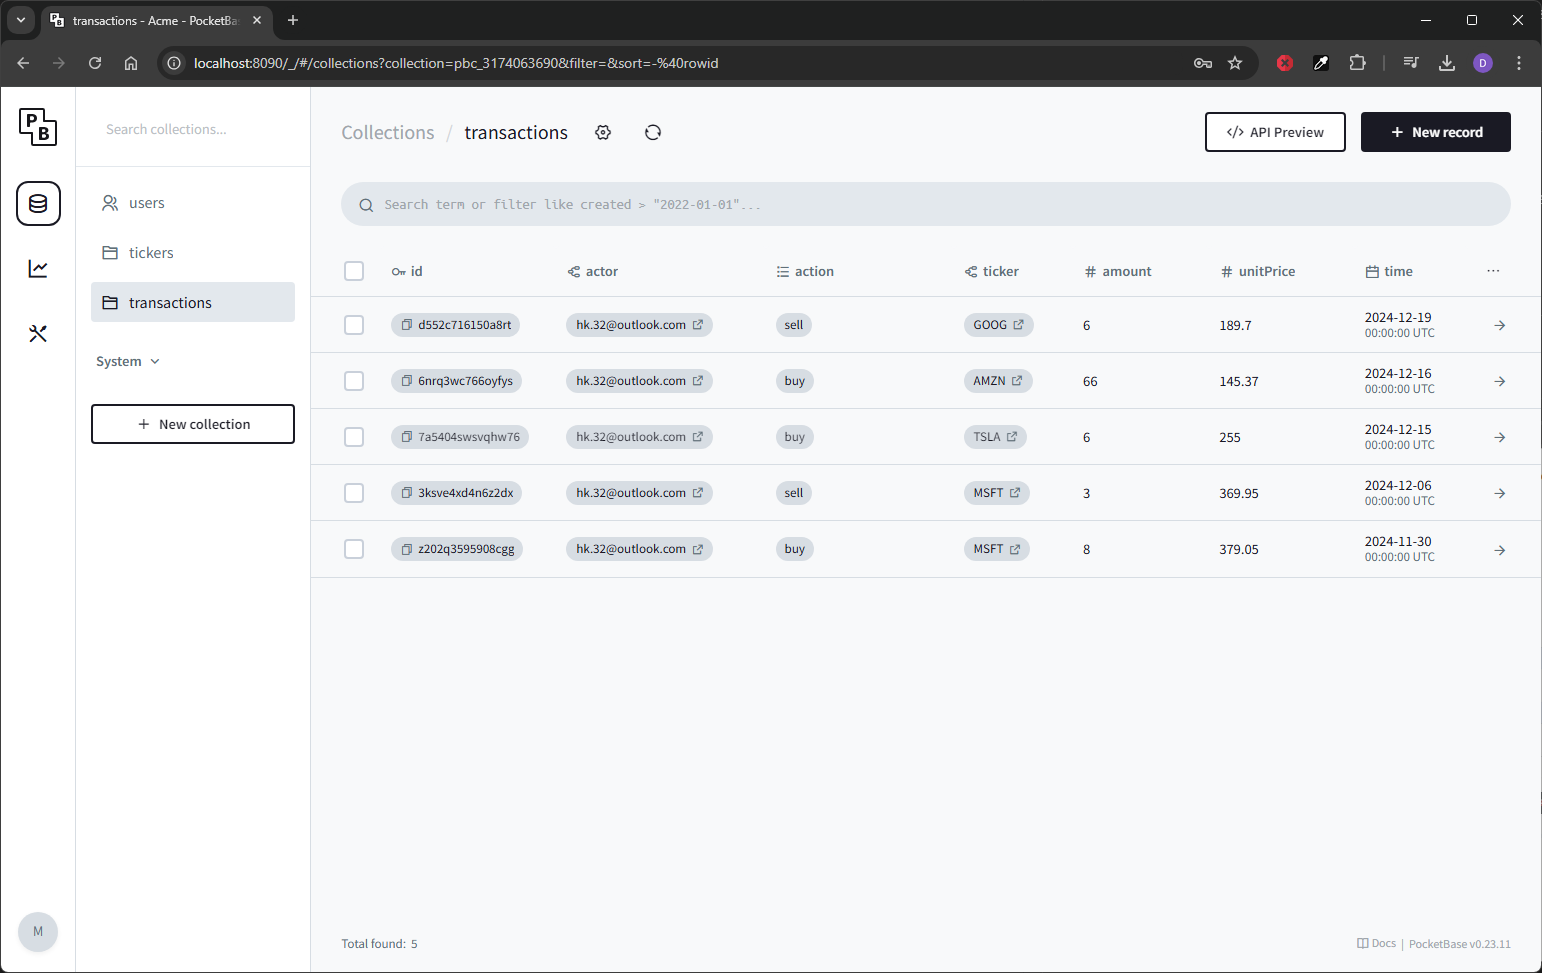 transactions - Acme - PocketBa
localhost:8090/_/#/collections?collection=pbc_3174063690&filter=&sort=-%40rowid
D
P
B
Search collections...
users
tickers
transactions
System
New collection
M
Collections / transactions
API Preview
New record
Search term or filter like created > "2022-01-01"...
id actor action ticker # amount # unitPrice time ...
d552c716150a8rt hk.32@outlook.com sell GOOG 6 189.7 2024-12-19
00:00:00 UTC
6nrq3wc766oyfys hk.32@outlook.com buy AMZN 66 145.37 2024-12-16
00:00:00 UTC
7a5404swsvqhw76 hk.32@outlook.com buy TSLA 6 255 2024-12-15
00:00:00 UTC
3ksve4xd4n6z2dx hk.32@outlook.com sell MSFT 3 369.95 2024-12-06
00:00:00 UTC
z202q3595908cgg hk.32@outlook.com buy MSFT 8 379.05 2024-11-30
00:00:00 UTC
Total found: 5
Docs | PocketBase v0.23.11